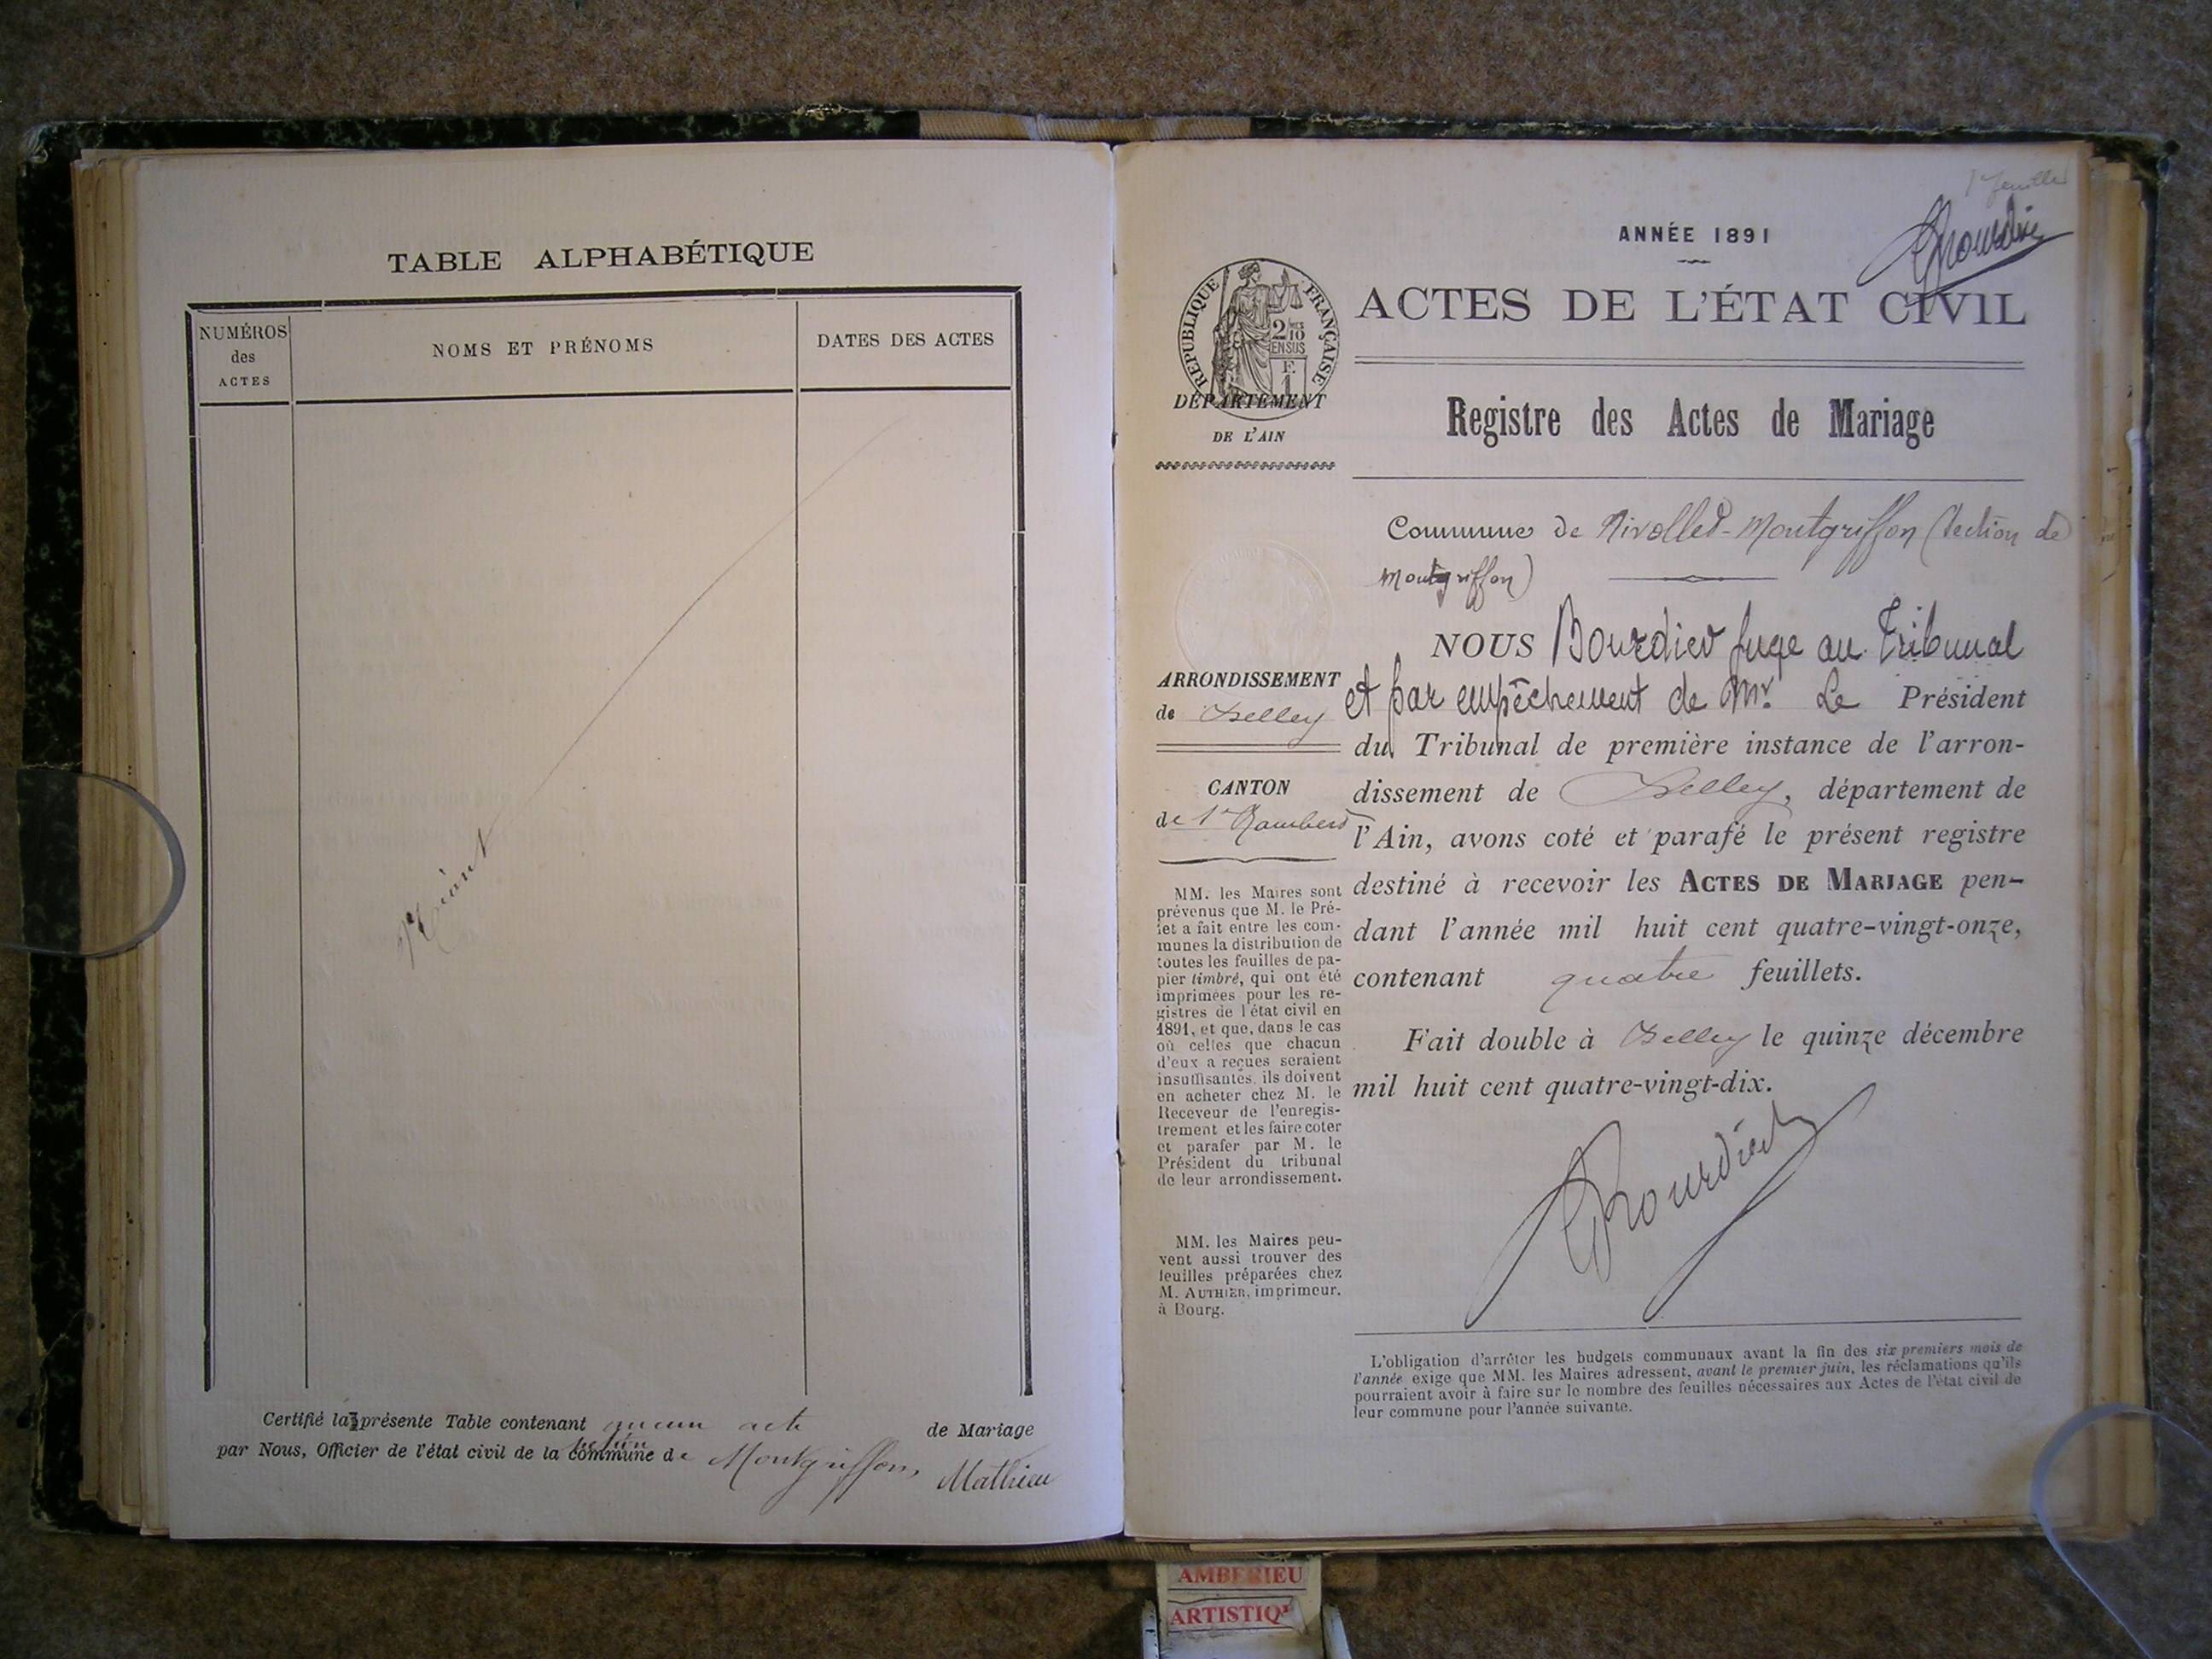 TABLE ALPHABÉTIQUE
NUMÉROS
des
ACTES
NOMS ET PRÉNOMS
DATES DES ACTES
Néant
Certifié la présente Table contenant aucun acte de Mariage
par Nous, Officier de l'état civil de la commune de Montgriffon,
section
Mathieu
1er feuillet
Bourdin
ANNÉE 1891
RÉPUBLIQUE FRANÇAISE
2/10
EN SUS
F.
1
ACTES DE L'ÉTAT CIVIL
DÉPARTEMENT
DE L'AIN
Registre des Actes de Mariage
Commune de Nivollet-Montgriffon (Section de
Montgriffon)
ARRONDISSEMENT
de Belley
CANTON
de St Rambert
MM. les Maires sont
prévenus que M. le Pré-
fet a fait entre les com-
munes la distribution de
toutes les feuilles de pa-
pier timbré, qui ont été
imprimées pour les re-
gistres de l'état civil en
1891, et que, dans le cas
où celles que chacun
d'eux a reçues seraient
insuffisantes, ils doivent
en acheter chez M. le
Receveur de l'enregis-
trement et les faire coter
et parafer par M. le
Président du tribunal
de leur arrondissement.
MM. les Maires peu-
vent aussi trouver des
feuilles préparées chez
M. AUTHIER, imprimeur,
à Bourg.
NOUS Bourdin Juge au Tribunal
et par empêchement de Mr. Le Président
du Tribunal de première instance de l'arron-
dissement de Belley, département de
l'Ain, avons coté et parafé le présent registre
destiné à recevoir les ACTES DE MARIAGE pen-
dant l'année mil huit cent quatre-vingt-onze,
contenant quatre feuillets.
Fait double à Belley le quinze décembre
mil huit cent quatre-vingt-dix.
Bourdin
L'obligation d'arrêter les budgets communaux avant la fin des six premiers mois de
l'année exige que MM. les Maires adressent, avant le premier juin, les réclamations qu'ils
pourraient avoir à faire sur le nombre des feuilles nécessaires aux Actes de l'état civil de
leur commune pour l'année suivante.
AMBERIEU
ARTISTIQ